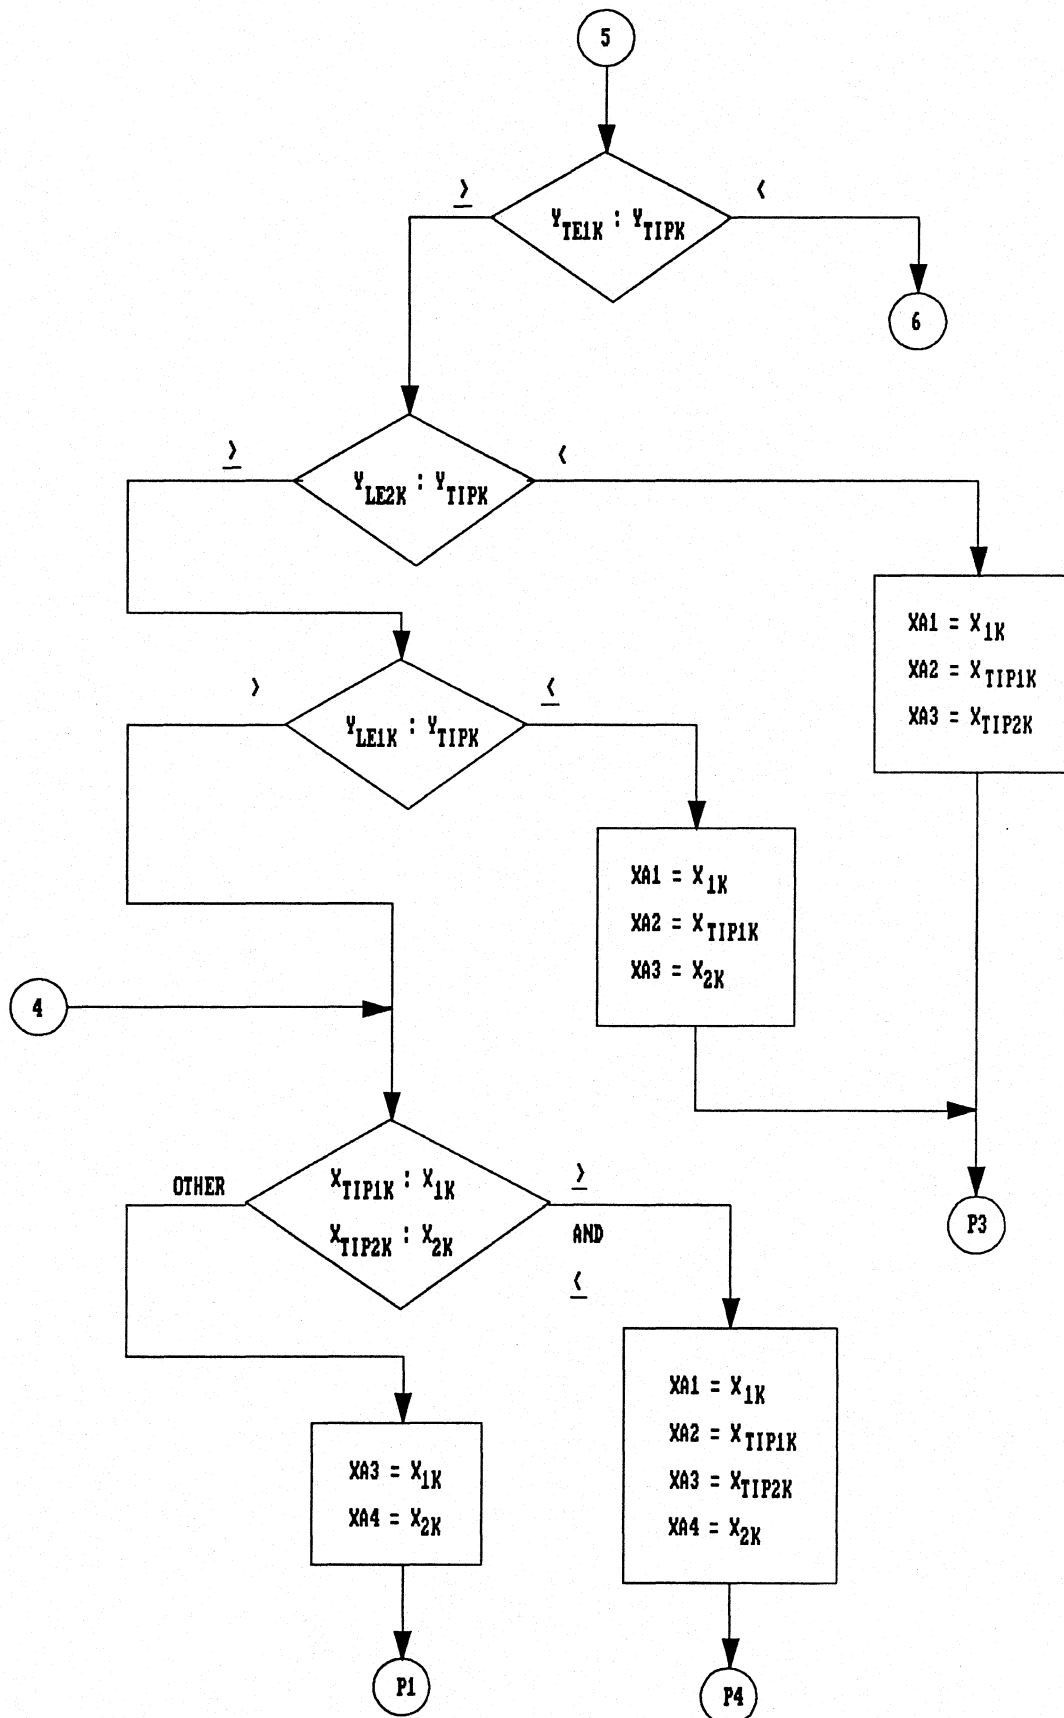 5
≥ <
Y_TE1K : Y_TIPK
6
≥ <
Y_LE2K : Y_TIPK
XA1 = X_1K
XA2 = X_TIP1K
XA3 = X_TIP2K
> ≤
Y_LE1K : Y_TIPK
XA1 = X_1K
XA2 = X_TIP1K
XA3 = X_2K
4
OTHER
X_TIP1K : X_1K
X_TIP2K : X_2K
≥
AND
≤
P3
XA1 = X_1K
XA2 = X_TIP1K
XA3 = X_TIP2K
XA4 = X_2K
XA3 = X_1K
XA4 = X_2K
P1
P4